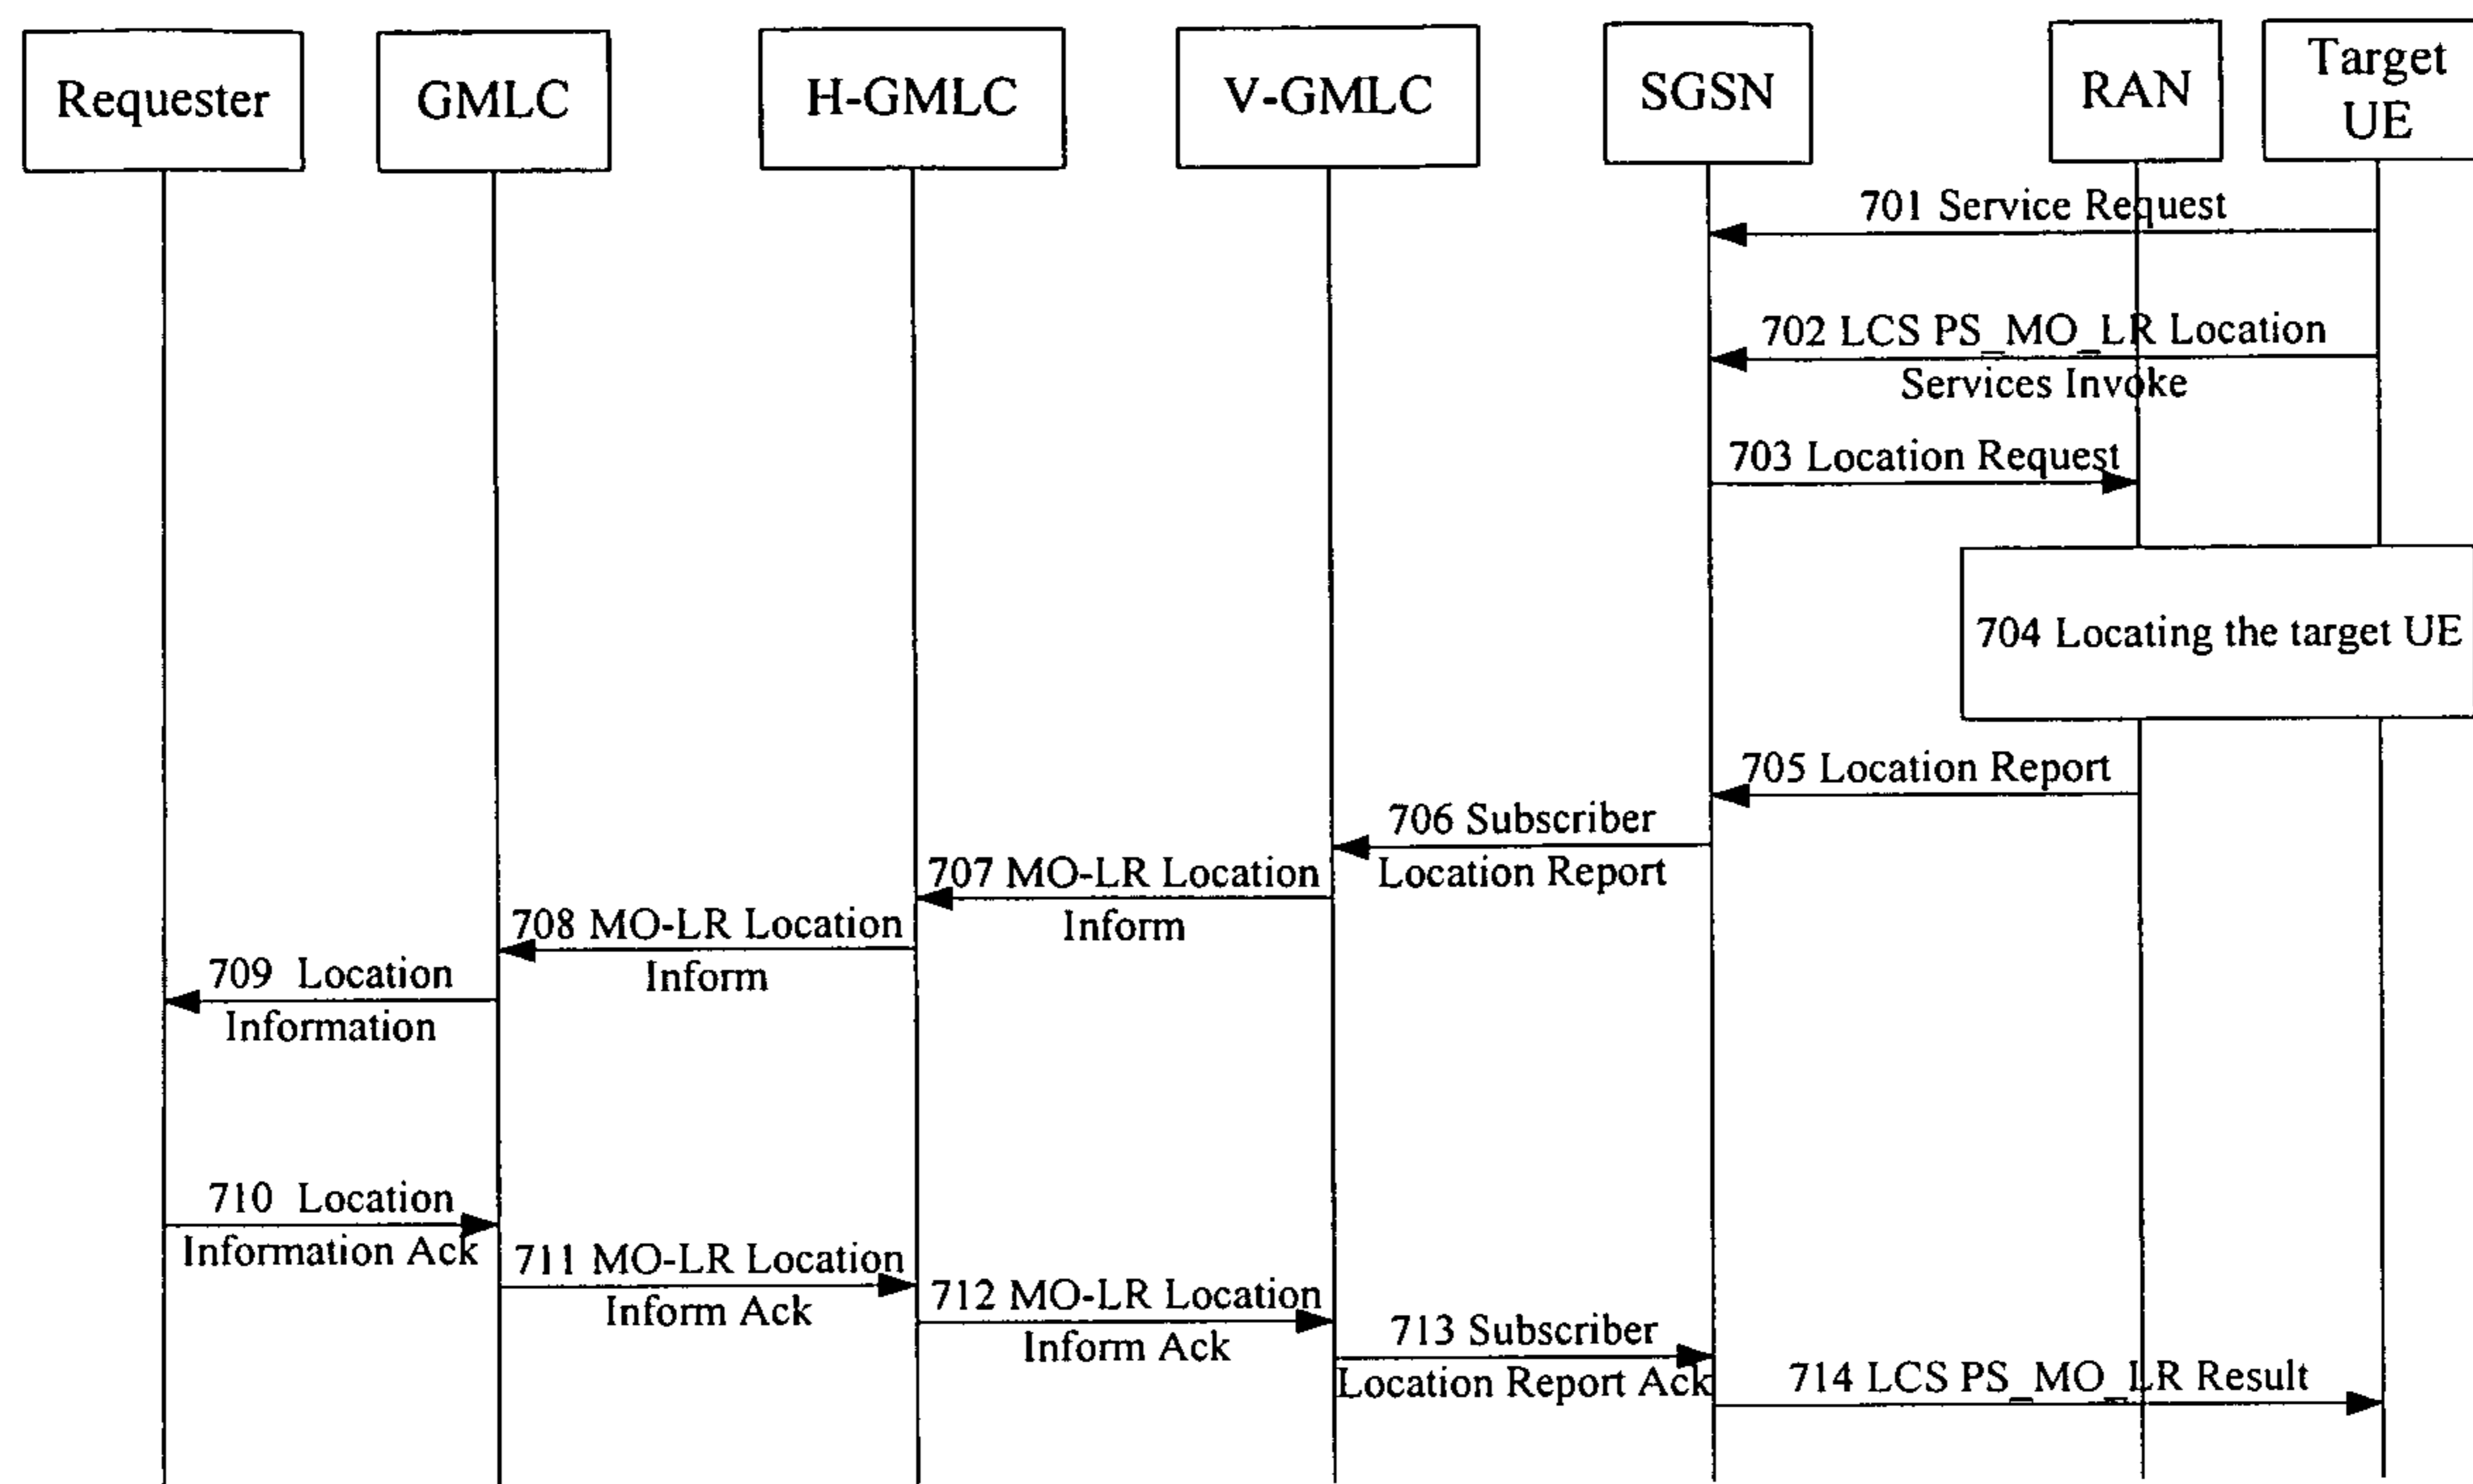 Requester
GMLC
H-GMLC
V-GMLC
SGSN
RAN
Target
UE
701 Service Request
702 LCS PS_MO_LR Location
Services Invoke
703 Location Request
704 Locating the target UE
705 Location Report
706 Subscriber
Location Report
707 MO-LR Location
Inform
708 MO-LR Location
Inform
709 Location
Information
710 Location
Information Ack
711 MO-LR Location
Inform Ack
712 MO-LR Location
Inform Ack
713 Subscriber
Location Report Ack
714 LCS PS_MO_LR Result